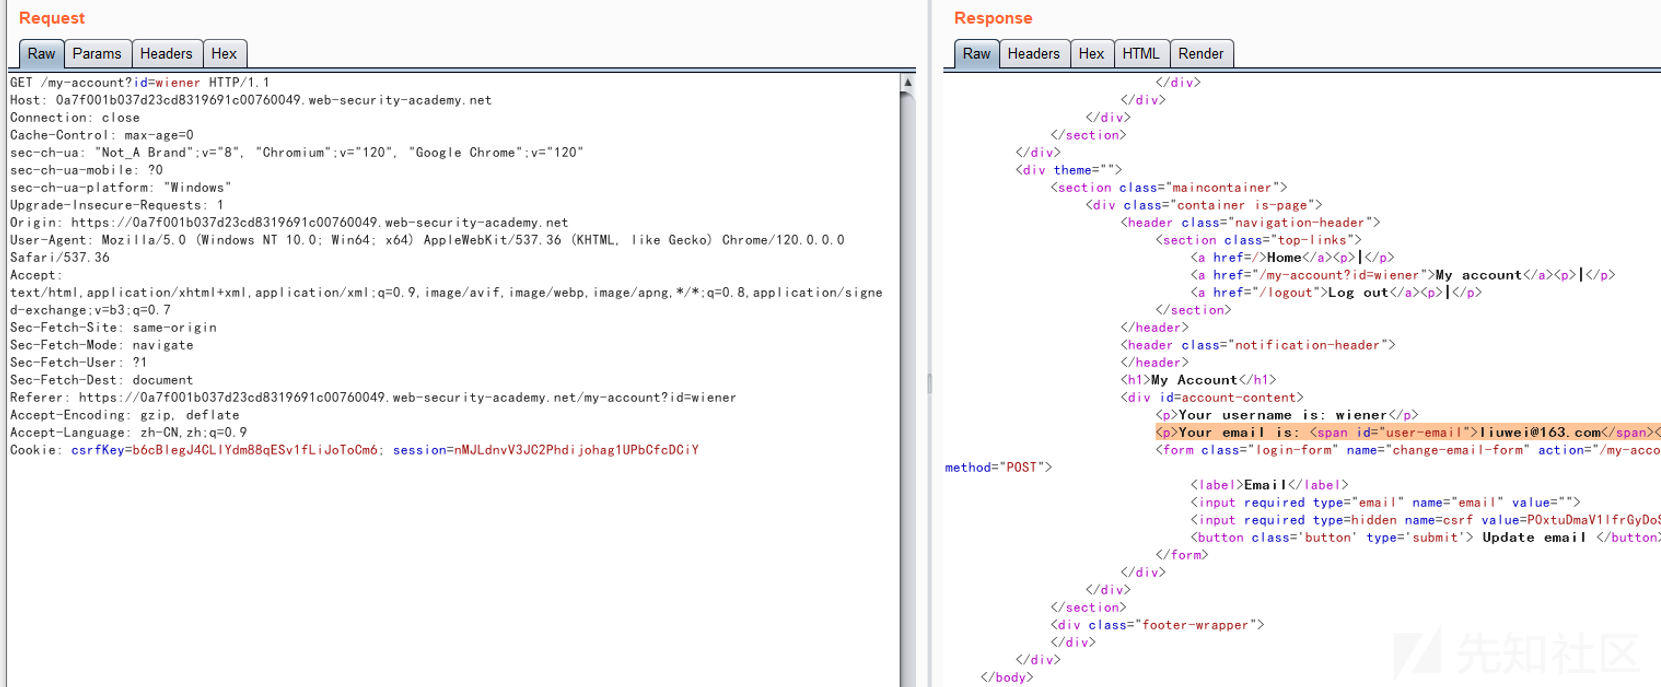 Request
Raw Params Headers Hex
GET /my-account?id=wiener HTTP/1.1
Host: 0a7f001b037d23cd8319691c00760049.web-security-academy.net
Connection: close
Cache-Control: max-age=0
sec-ch-ua: "Not_A Brand";v="8", "Chromium";v="120", "Google Chrome";v="120"
sec-ch-ua-mobile: ?0
sec-ch-ua-platform: "Windows"
Upgrade-Insecure-Requests: 1
Origin: https://0a7f001b037d23cd8319691c00760049.web-security-academy.net
User-Agent: Mozilla/5.0 (Windows NT 10.0; Win64; x64) AppleWebKit/537.36 (KHTML, like Gecko) Chrome/120.0.0.0
Safari/537.36
Accept:
text/html,application/xhtml+xml,application/xml;q=0.9,image/avif,image/webp,image/apng,*/*;q=0.8,application/signe
d-exchange;v=b3;q=0.7
Sec-Fetch-Site: same-origin
Sec-Fetch-Mode: navigate
Sec-Fetch-User: ?1
Sec-Fetch-Dest: document
Referer: https://0a7f001b037d23cd8319691c00760049.web-security-academy.net/my-account?id=wiener
Accept-Encoding: gzip, deflate
Accept-Language: zh-CN,zh;q=0.9
Cookie: csrfKey=b6cBlegJ4CLlYdm88qESv1fLiJoToCm6; session=nMJLdnvV3JC2Phdijohag1UPbCfcDCiY
Response
Raw Headers Hex HTML Render
</div>
</div>
</div>
</section>
</div>
<div theme="">
<section class="maincontainer">
<div class="container is-page">
<header class="navigation-header">
<section class="top-links">
<a href=/>Home</a><p>|</p>
<a href="/my-account?id=wiener">My account</a><p>|</p>
<a href="/logout">Log out</a><p>|</p>
</section>
</header>
<header class="notification-header">
</header>
<h1>My Account</h1>
<div id=account-content>
<p>Your username is: wiener</p>
<p>Your email is: <span id="user-email">liuwei@163.com</span><
<form class="login-form" name="change-email-form" action="/my-acco
method="POST">
<label>Email</label>
<input required type="email" name="email" value="">
<input required type=hidden name=csrf value=POxtuDmaV1lfrGyDoS
<button class='button' type='submit'> Update email </button>
</form>
</div>
</div>
</section>
<div class="footer-wrapper">
</div>
</div>
</body>
先知社区